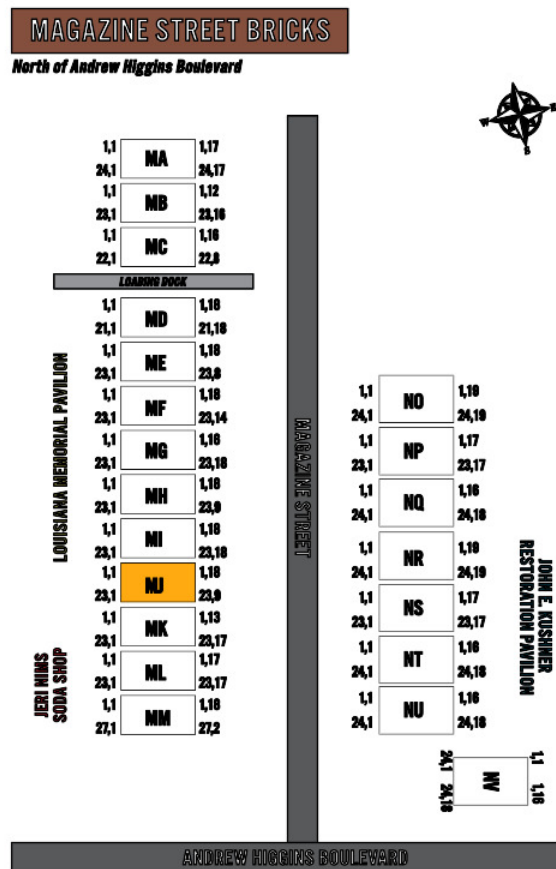 MAGAZINE STREET BRICKS
North of Andrew Higgins Boulevard
N
W
E
S
1,1 MA 1,17
24,1 24,17
1,1 MB 1,12
23,1 23,16
1,1 MC 1,16
22,1 22,8
LOADING DOCK
1,1 MD 1,18
21,1 21,18
1,1 ME 1,18
23,1 23,8
1,1 MF 1,18
23,1 23,14
1,1 MG 1,16
23,1 23,18
1,1 MH 1,18
23,1 23,9
1,1 MI 1,18
23,1 23,18
1,1 MJ 1,18
23,1 23,9
1,1 MK 1,13
23,1 23,17
1,1 ML 1,17
23,1 23,17
1,1 MM 1,18
27,1 27,2
LOUISIANA MEMORIAL PAVILION
JERI NIMS
SODA SHOP
MAGAZINE STREET
1,1 NO 1,19
24,1 24,19
1,1 NP 1,17
23,1 23,17
1,1 NQ 1,16
24,1 24,18
1,1 NR 1,19
24,1 24,19
1,1 NS 1,17
23,1 23,17
1,1 NT 1,16
24,1 24,18
1,1 NU 1,16
24,1 24,18
JOHN E. KUSHNER
RESTORATION PAVILION
1,1 NV 1,16
24,1 24,18
ANDREW HIGGINS BOULEVARD